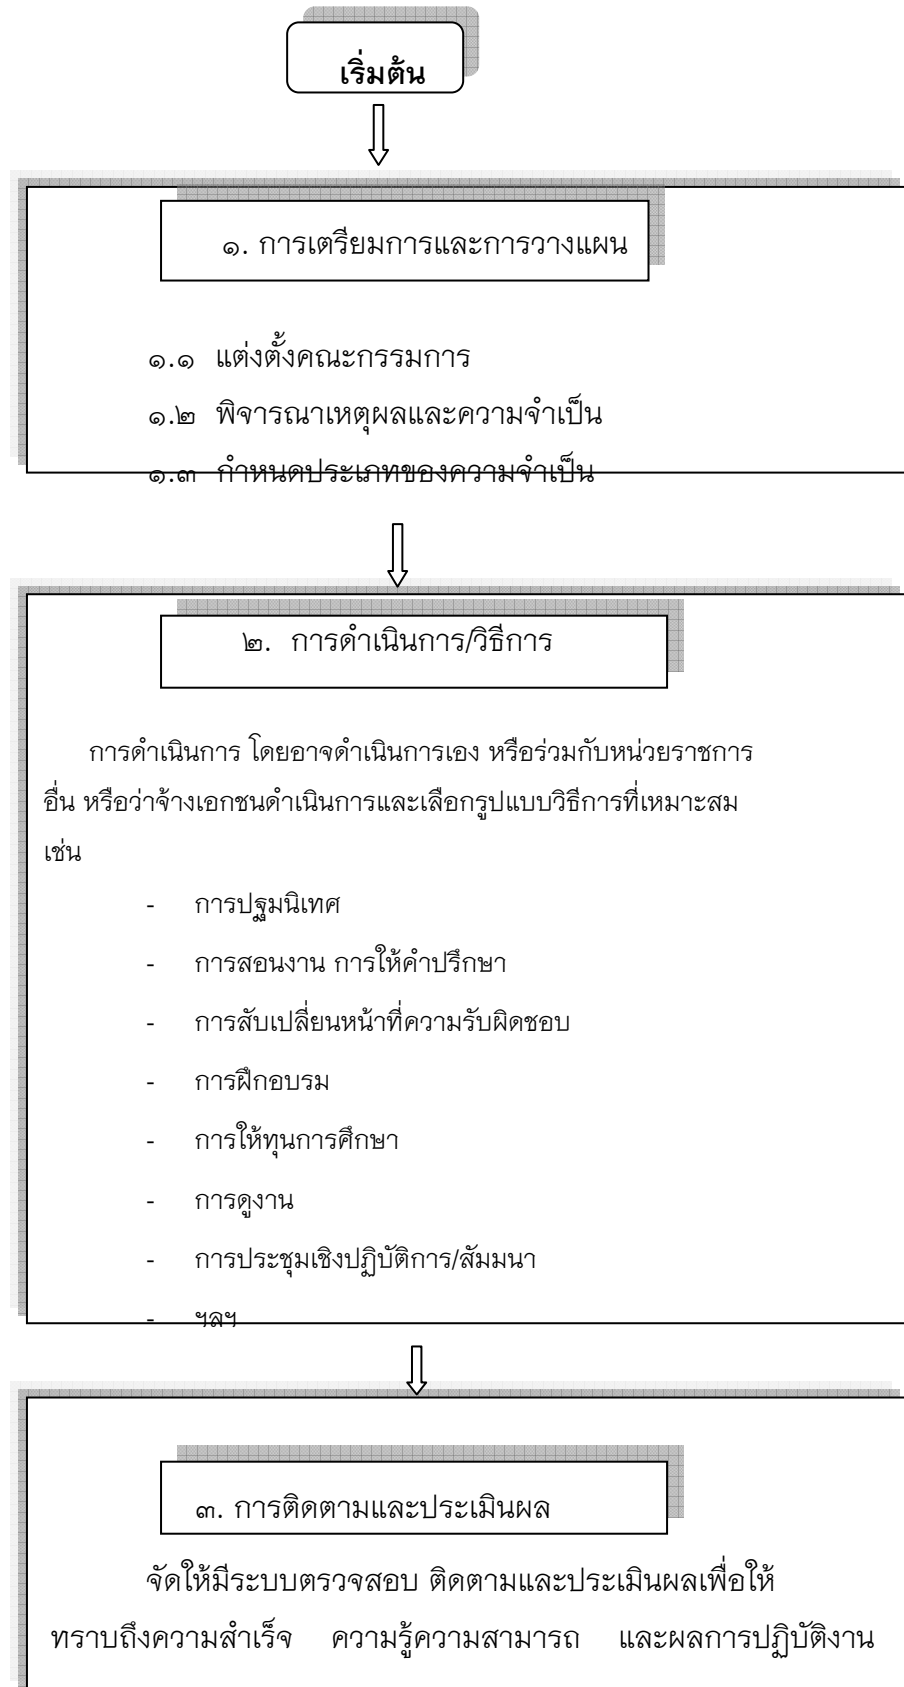 เริ่มต้น
๑. การเตรียมการและการวางแผน
๑.๑ แต่งตั้งคณะกรรมการ
๑.๒ พิจารณาเหตุผลและความจำเป็น
๑.๓ กำหนดประเภทของความจำเป็น
๒. การดำเนินการ/วิธีการ
การดำเนินการ โดยอาจดำเนินการเอง หรือร่วมกับหน่วยราชการ
อื่น หรือว่าจ้างเอกชนดำเนินการและเลือกรูปแบบวิธีการที่เหมาะสม
เช่น
- การปฐมนิเทศ
- การสอนงาน การให้คำปรึกษา
- การสับเปลี่ยนหน้าที่ความรับผิดชอบ
- การฝึกอบรม
- การให้ทุนการศึกษา
- การดูงาน
- การประชุมเชิงปฏิบัติการ/สัมมนา
- ฯลฯ
๓. การติดตามและประเมินผล
จัดให้มีระบบตรวจสอบ ติดตามและประเมินผลเพื่อให้
ทราบถึงความสำเร็จ ความรู้ความสามารถ และผลการปฏิบัติงาน